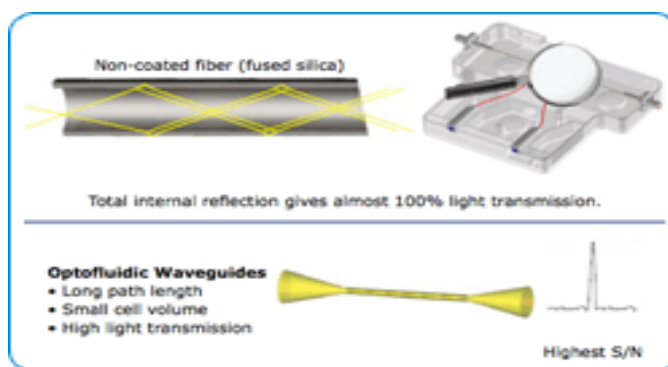 Non-coated fiber (fused silica)
Total internal reflection gives almost 100% light transmission.
Optofluidic Waveguides
• Long path length
• Small cell volume
• High light transmission
Highest S/N